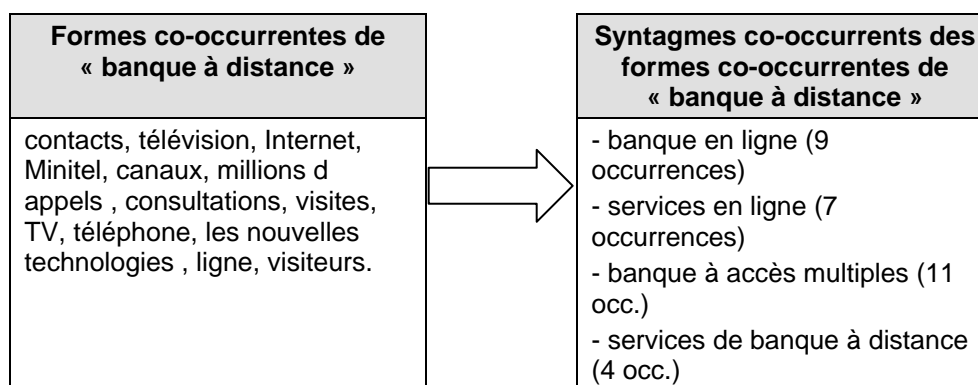 Formes co-occurrentes de
« banque à distance »
contacts, télévision, Internet,
Minitel, canaux, millions d
appels , consultations, visites,
TV, téléphone, les nouvelles
technologies , ligne, visiteurs.
Syntagmes co-occurrents des
formes co-occurrentes de
« banque à distance »
- banque en ligne (9
occurrences)
- services en ligne (7
occurrences)
- banque à accès multiples (11
occ.)
- services de banque à distance
(4 occ.)